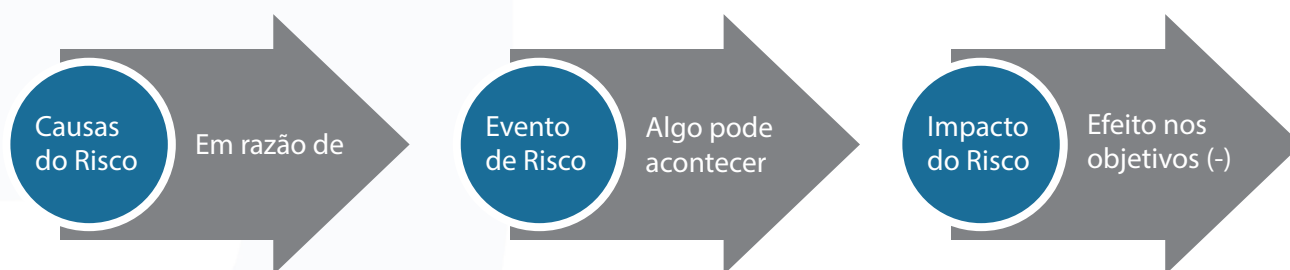 Causas
do Risco
Em razão de
Evento
de Risco
Algo pode
acontecer
Impacto
do Risco
Efeito nos
objetivos (-)